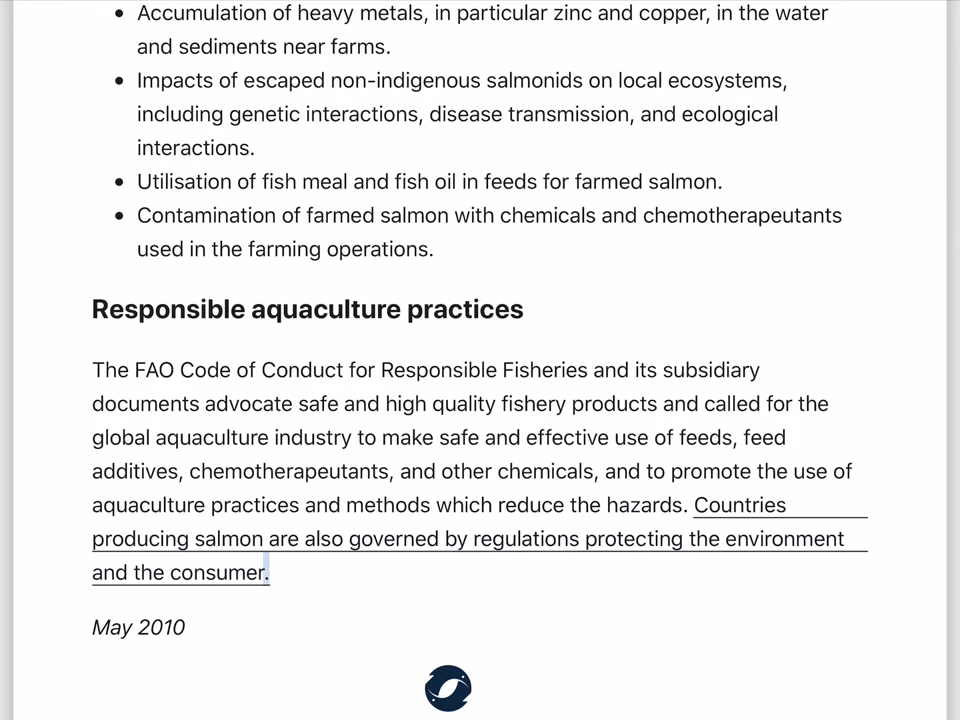 Accumulation of heavy metals, in particular zinc and copper, in the water
and sediments near farms.
Impacts of escaped non-indigenous salmonids on local ecosystems,
including genetic interactions, disease transmission, and ecological
interactions.
Utilisation of fish meal and fish oil in feeds for farmed salmon.
Contamination of farmed salmon with chemicals and chemotherapeutants
used in the farming operations.
Responsible aquaculture practices
The FAO Code of Conduct for Responsible Fisheries and its subsidiary
documents advocate safe and high quality fishery products and called for the
global aquaculture industry to make safe and effective use of feeds, feed
additives, chemotherapeutants, and other chemicals, and to promote the use of
aquaculture practices and methods which reduce the hazards. Countries
producing salmon are also governed by regulations protecting the environment
and the consumer.
May 2010